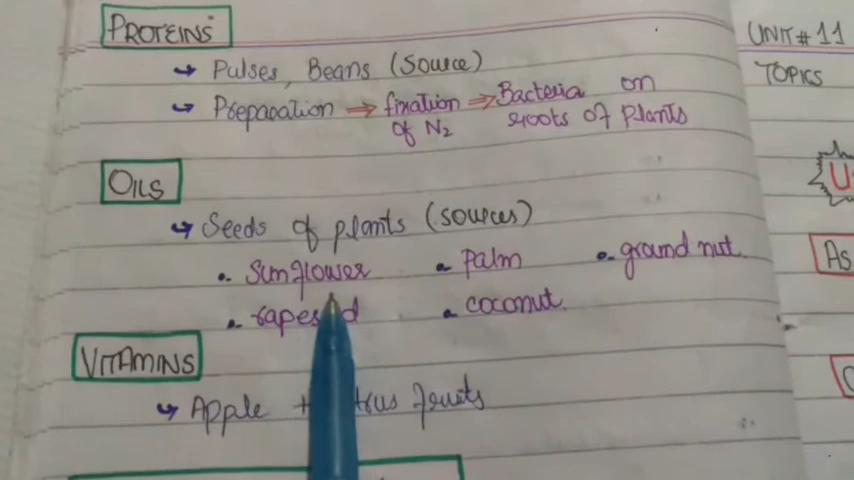 PROTEINS
↳ Pulses, Beans (Source)
↳ Preparation → fixation of N2 ⇒ Bacteria on roots of plants
OILS
↳ Seeds of plants (sources)
• Sunflower • palm • ground nut
• coconut
VITAMINS
↳ Apple + fruits
UNIT # 11
TOPICS